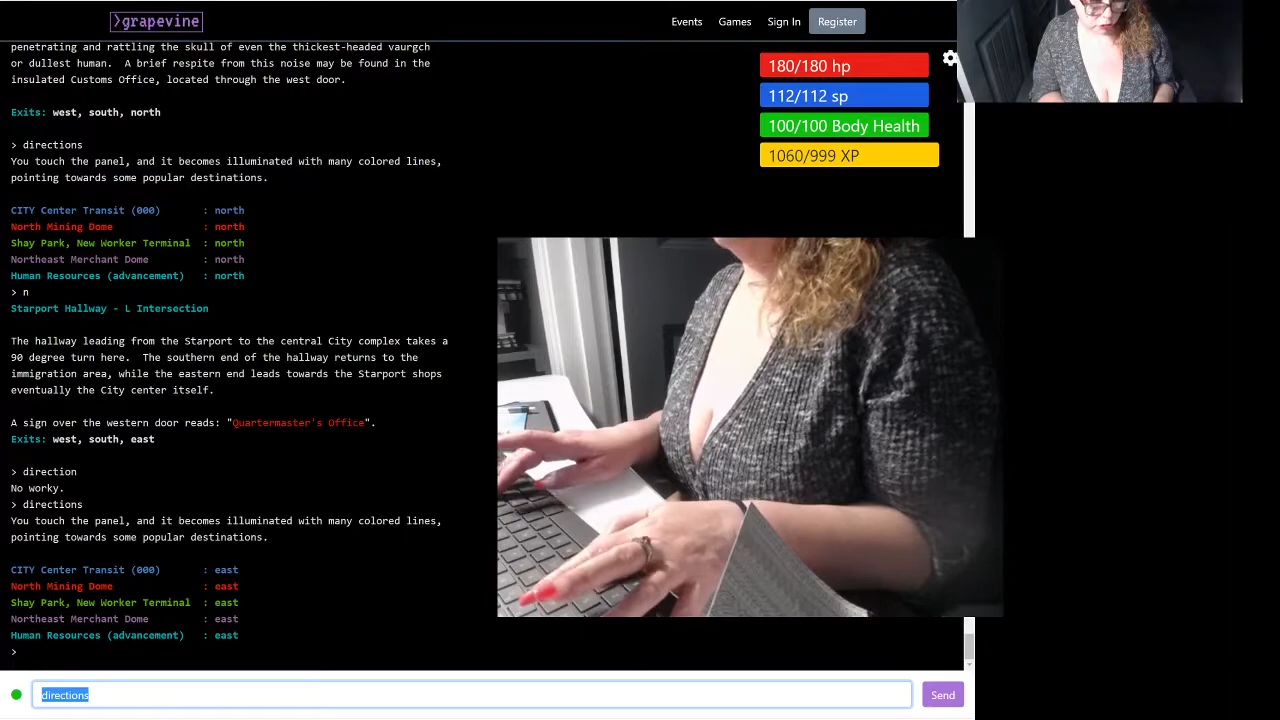 >grapevine
Events
Games
Sign In
Register
penetrating and rattling the skull of even the thickest-headed vaurgch
or dullest human.  A brief respite from this noise may be found in the
insulated Customs Office, located through the west door.
Exits: west, south, north
> directions
You touch the panel, and it becomes illuminated with many colored lines,
pointing towards some popular destinations.
CITY Center Transit (000) : north
North Mining Dome : north
Shay Park, New Worker Terminal : north
Northeast Merchant Dome : north
Human Resources (advancement) : north
> n
Starport Hallway - L Intersection
The hallway leading from the Starport to the central City complex takes a
90 degree turn here.  The southern end of the hallway returns to the
immigration area, while the eastern end leads towards the Starport shops
eventually the City center itself.
A sign over the western door reads: "Quartermaster's Office".
Exits: west, south, east
> direction
No worky.
> directions
You touch the panel, and it becomes illuminated with many colored lines,
pointing towards some popular destinations.
CITY Center Transit (000) : east
North Mining Dome : east
Shay Park, New Worker Terminal : east
Northeast Merchant Dome : east
Human Resources (advancement) : east
>
180/180 hp
112/112 sp
100/100 Body Health
1060/999 XP
directions
Send